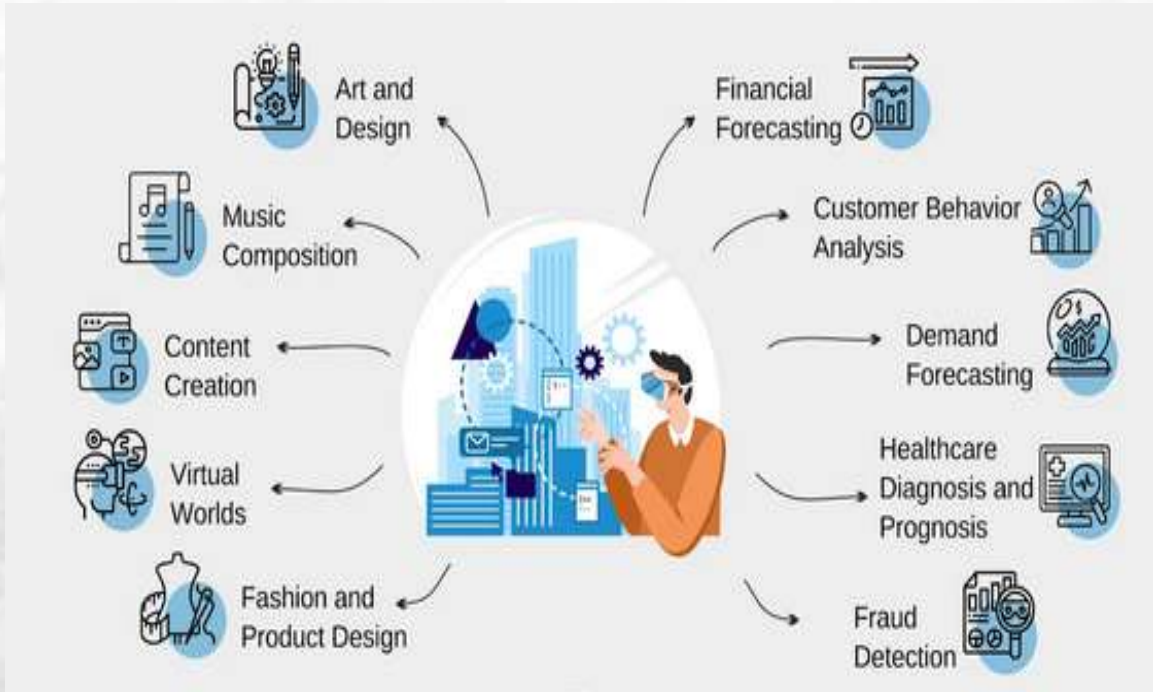 Art and
Design
Music
Composition
Content
Creation
Virtual
Worlds
Fashion and
Product Design
Financial
Forecasting
Customer Behavior
Analysis
Demand
Forecasting
Healthcare
Diagnosis and
Prognosis
Fraud
Detection